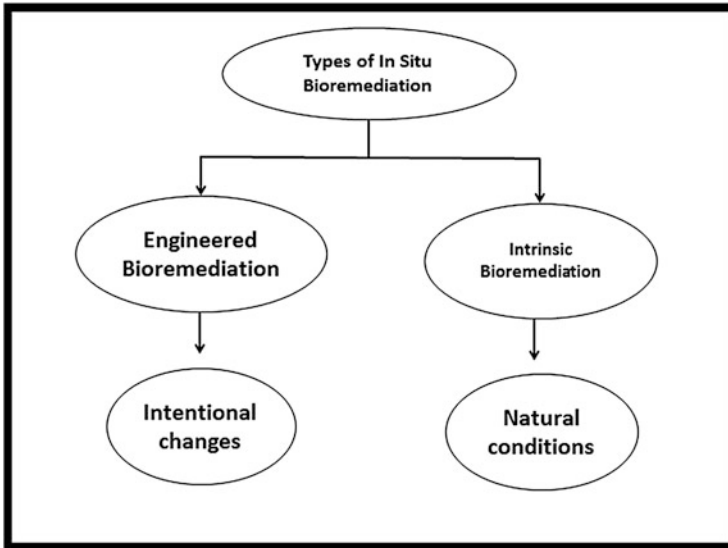 Types of In Situ
Bioremediation
Engineered
Bioremediation
Intrinsic
Bioremediation
Intentional
changes
Natural
conditions